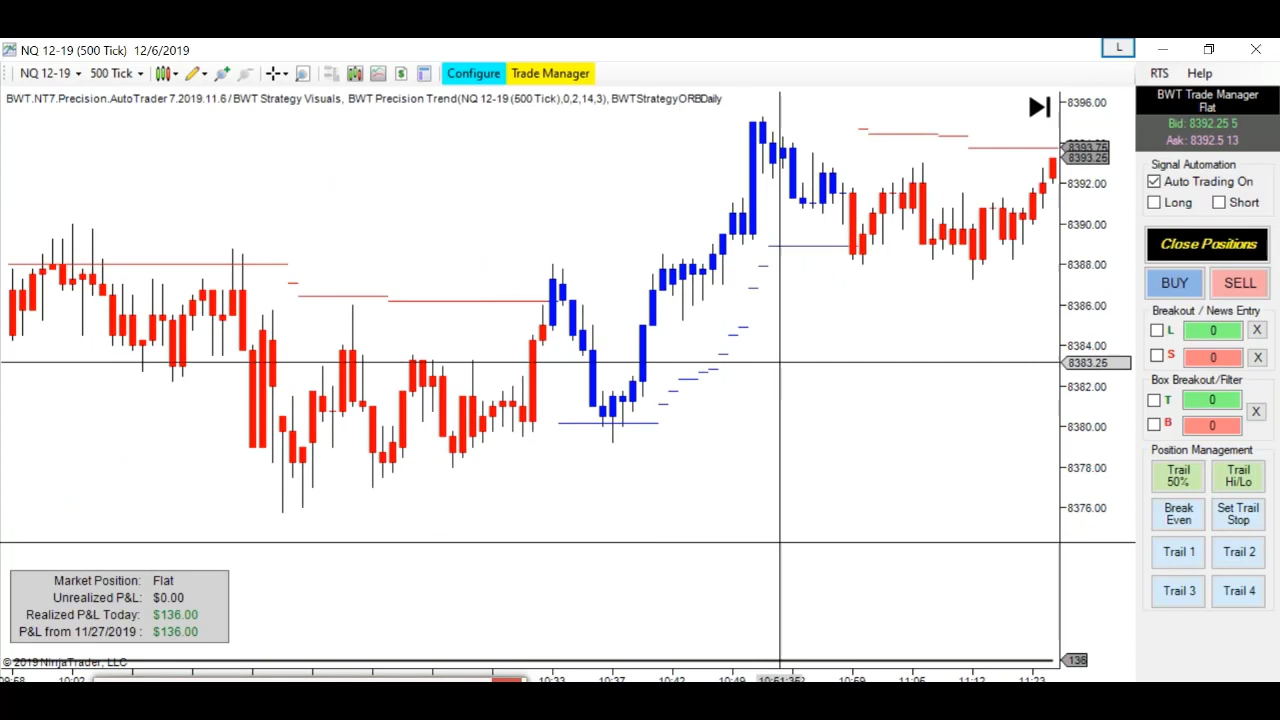 NQ 12-19 (500 Tick) 12/6/2019
L
NQ 12-19 500 Tick Configure Trade Manager
RTS Help
BWT.NT7.Precision.AutoTrader 7.2019.11.6/BWT Strategy Visuals, BWT Precision Trend(NQ 12-19 (500 Tick),0,2,14,3), BWTStrategyORB
BWT Trade Manager
Flat
Bid: 8392.25 5
Ask: 8392.5 13
Signal Automation
Auto Trading On
Long Short
Close Positions
BUY SELL
Breakout / News Entry
L 0 X
S 0 X
Box Breakout/Filter
T 0
X
B 0
Position Management
Trail 50% Trail Hi/Lo
Break Even Set Trail Stop
Trail 1 Trail 2
Trail 3 Trail 4
8396.00
8393.75
8393.25
8392.00
8390.00
8388.00
8386.00
8384.00
8383.25
8382.00
8380.00
8378.00
8376.00
136
Market Position: Flat
Unrealized P&L: $0.00
Realized P&L Today: $136.00
P&L from 11/27/2019 : $136.00
© 2019 NinjaTrader, LLC
09:58 10:02 10:33 10:37 10:42 10:49 10:51:36 10:59 11:06 11:12 11:23